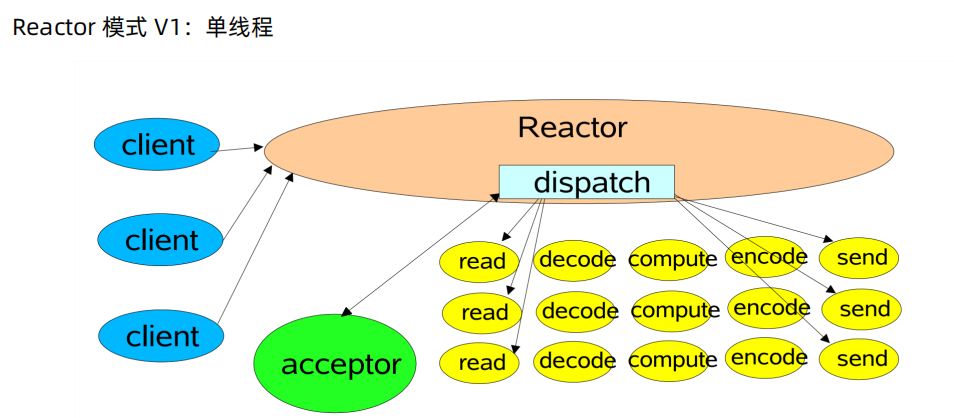 Reactor 模式 V1：单线程
Reactor
client
dispatch
client
read decode compute encode send
read decode compute encode send
client
acceptor
read decode compute encode send